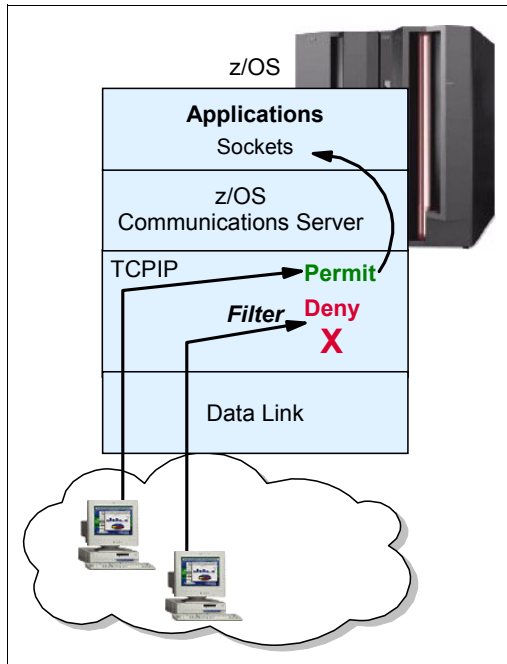 z/OS
Applications
Sockets
z/OS
Communications Server
TCPIP
Permit
Filter
Deny
X
Data Link